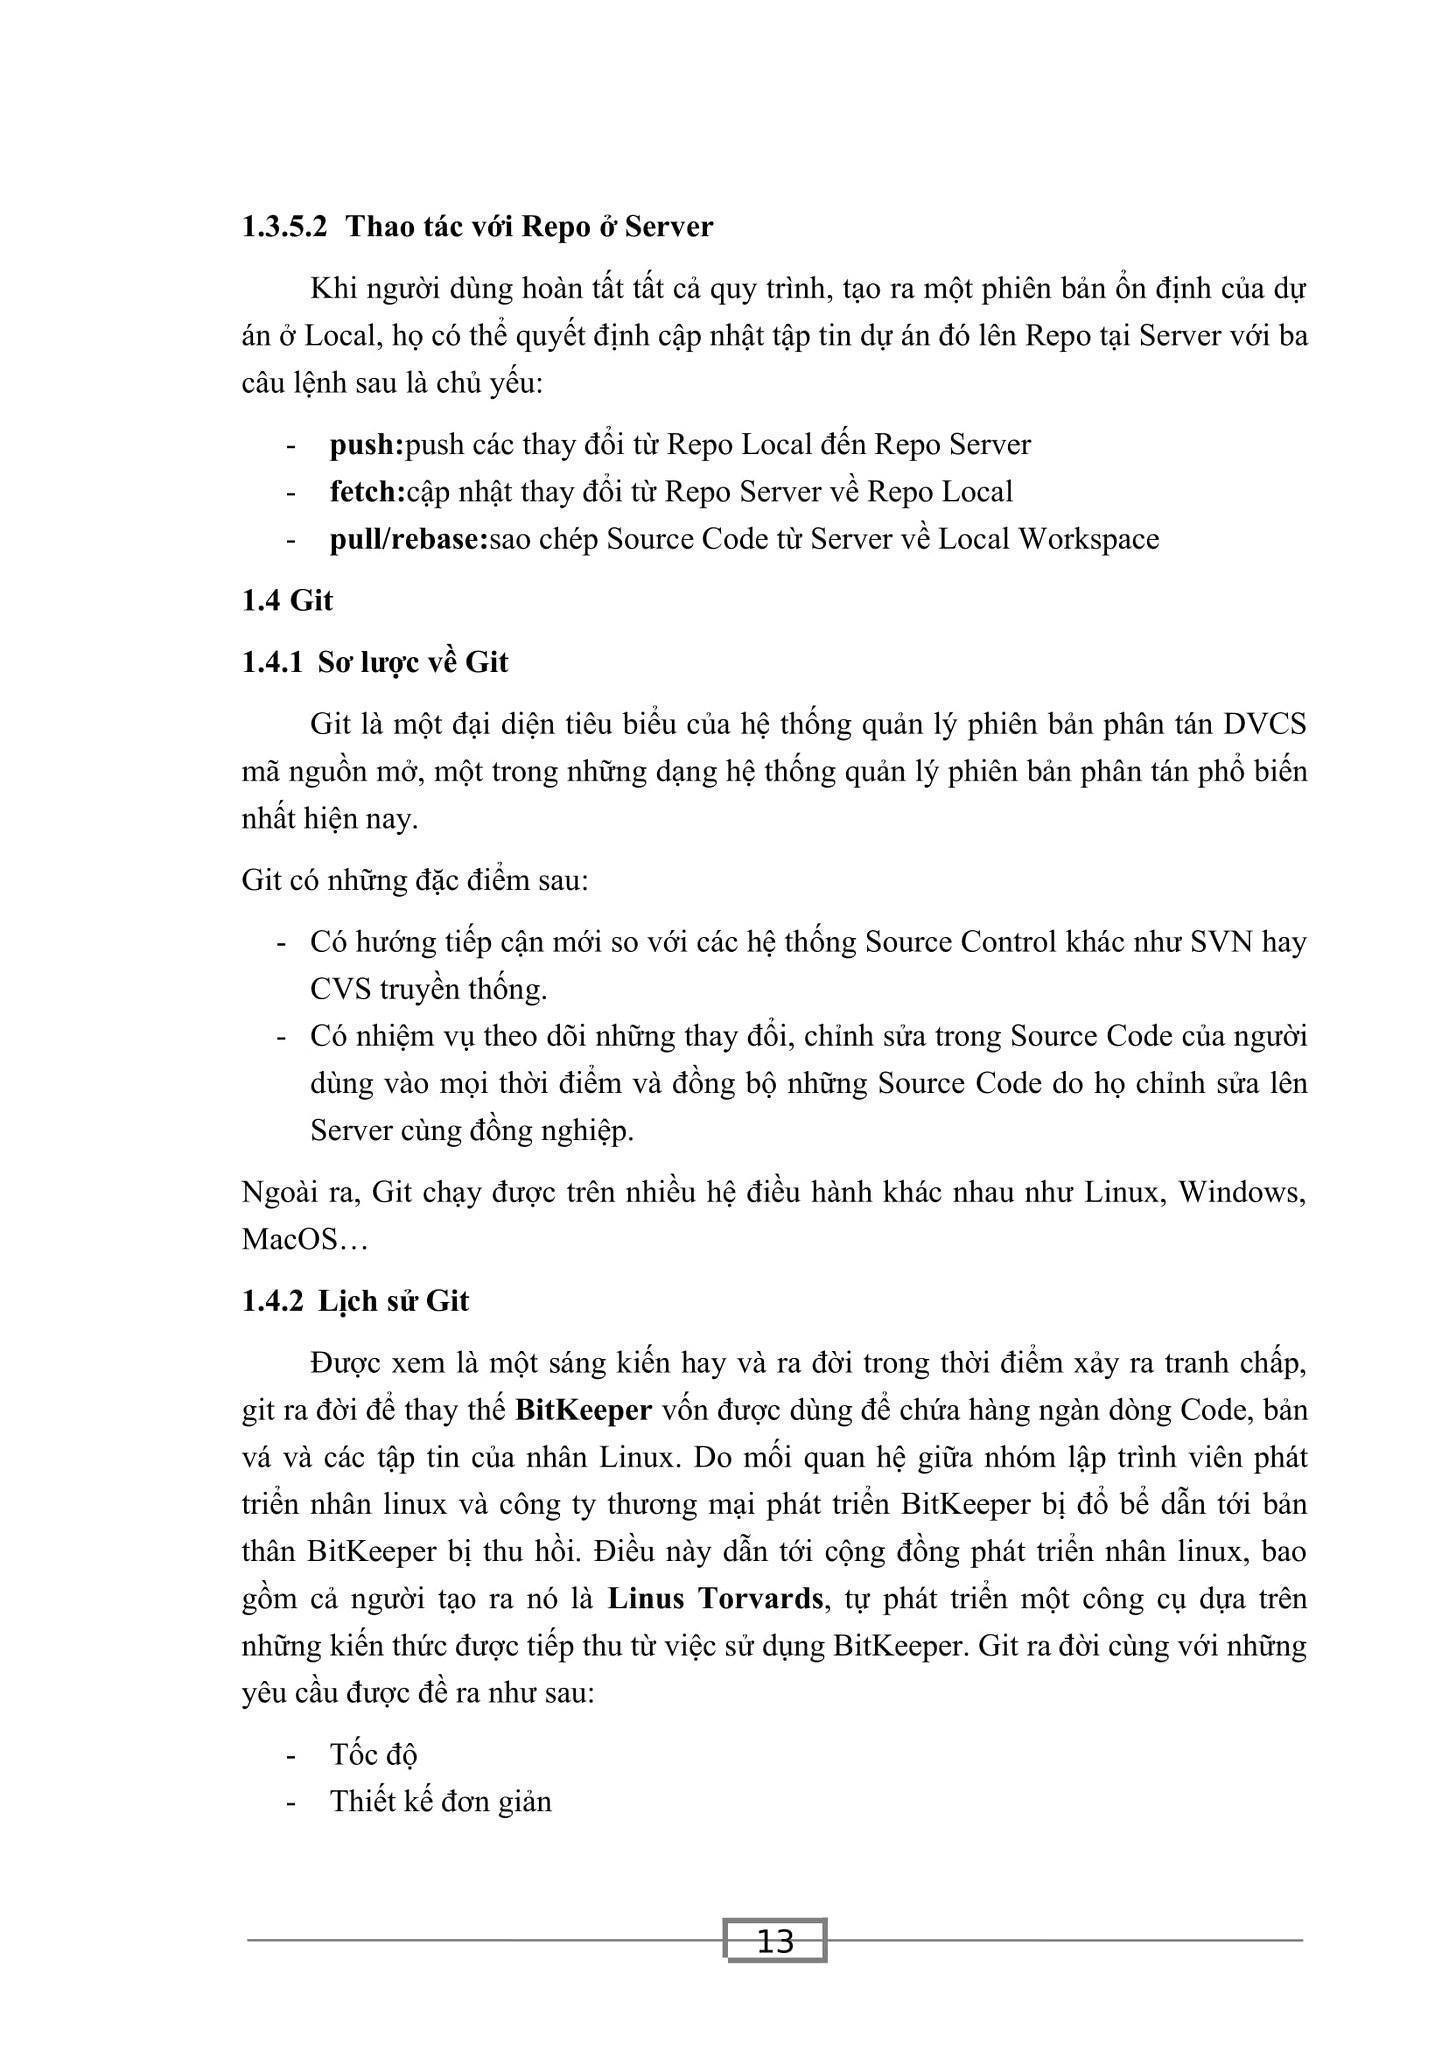 1.3.5.2 Thao tác với Repo ở Server
Khi người dùng hoàn tất tất cả quy trình, tạo ra một phiên bản ổn định của dự
án ở Local, họ có thể quyết định cập nhật tập tin dự án đó lên Repo tại Server với ba
câu lệnh sau là chủ yếu:
- push:push các thay đổi từ Repo Local đến Repo Server
- fetch:cập nhật thay đổi từ Repo Server về Repo Local
- pull/rebase:sao chép Source Code từ Server về Local Workspace
1.4 Git
1.4.1 Sơ lược về Git
Git là một đại diện tiêu biểu của hệ thống quản lý phiên bản phân tán DVCS
mã nguồn mở, một trong những dạng hệ thống quản lý phiên bản phân tán phổ biến
nhất hiện nay.
Git có những đặc điểm sau:
- Có hướng tiếp cận mới so với các hệ thống Source Control khác như SVN hay
CVS truyền thống.
- Có nhiệm vụ theo dõi những thay đổi, chỉnh sửa trong Source Code của người
dùng vào mọi thời điểm và đồng bộ những Source Code do họ chỉnh sửa lên
Server cùng đồng nghiệp.
Ngoài ra, Git chạy được trên nhiều hệ điều hành khác nhau như Linux, Windows,
MacOS…
1.4.2 Lịch sử Git
Được xem là một sáng kiến hay và ra đời trong thời điểm xảy ra tranh chấp,
git ra đời để thay thế BitKeeper vốn được dùng để chứa hàng ngàn dòng Code, bản
vá và các tập tin của nhân Linux. Do mối quan hệ giữa nhóm lập trình viên phát
triển nhân linux và công ty thương mại phát triển BitKeeper bị đổ bể dẫn tới bản
thân BitKeeper bị thu hồi. Điều này dẫn tới cộng đồng phát triển nhân linux, bao
gồm cả người tạo ra nó là Linus Torvards, tự phát triển một công cụ dựa trên
những kiến thức được tiếp thu từ việc sử dụng BitKeeper. Git ra đời cùng với những
yêu cầu được đề ra như sau:
- Tốc độ
- Thiết kế đơn giản
13